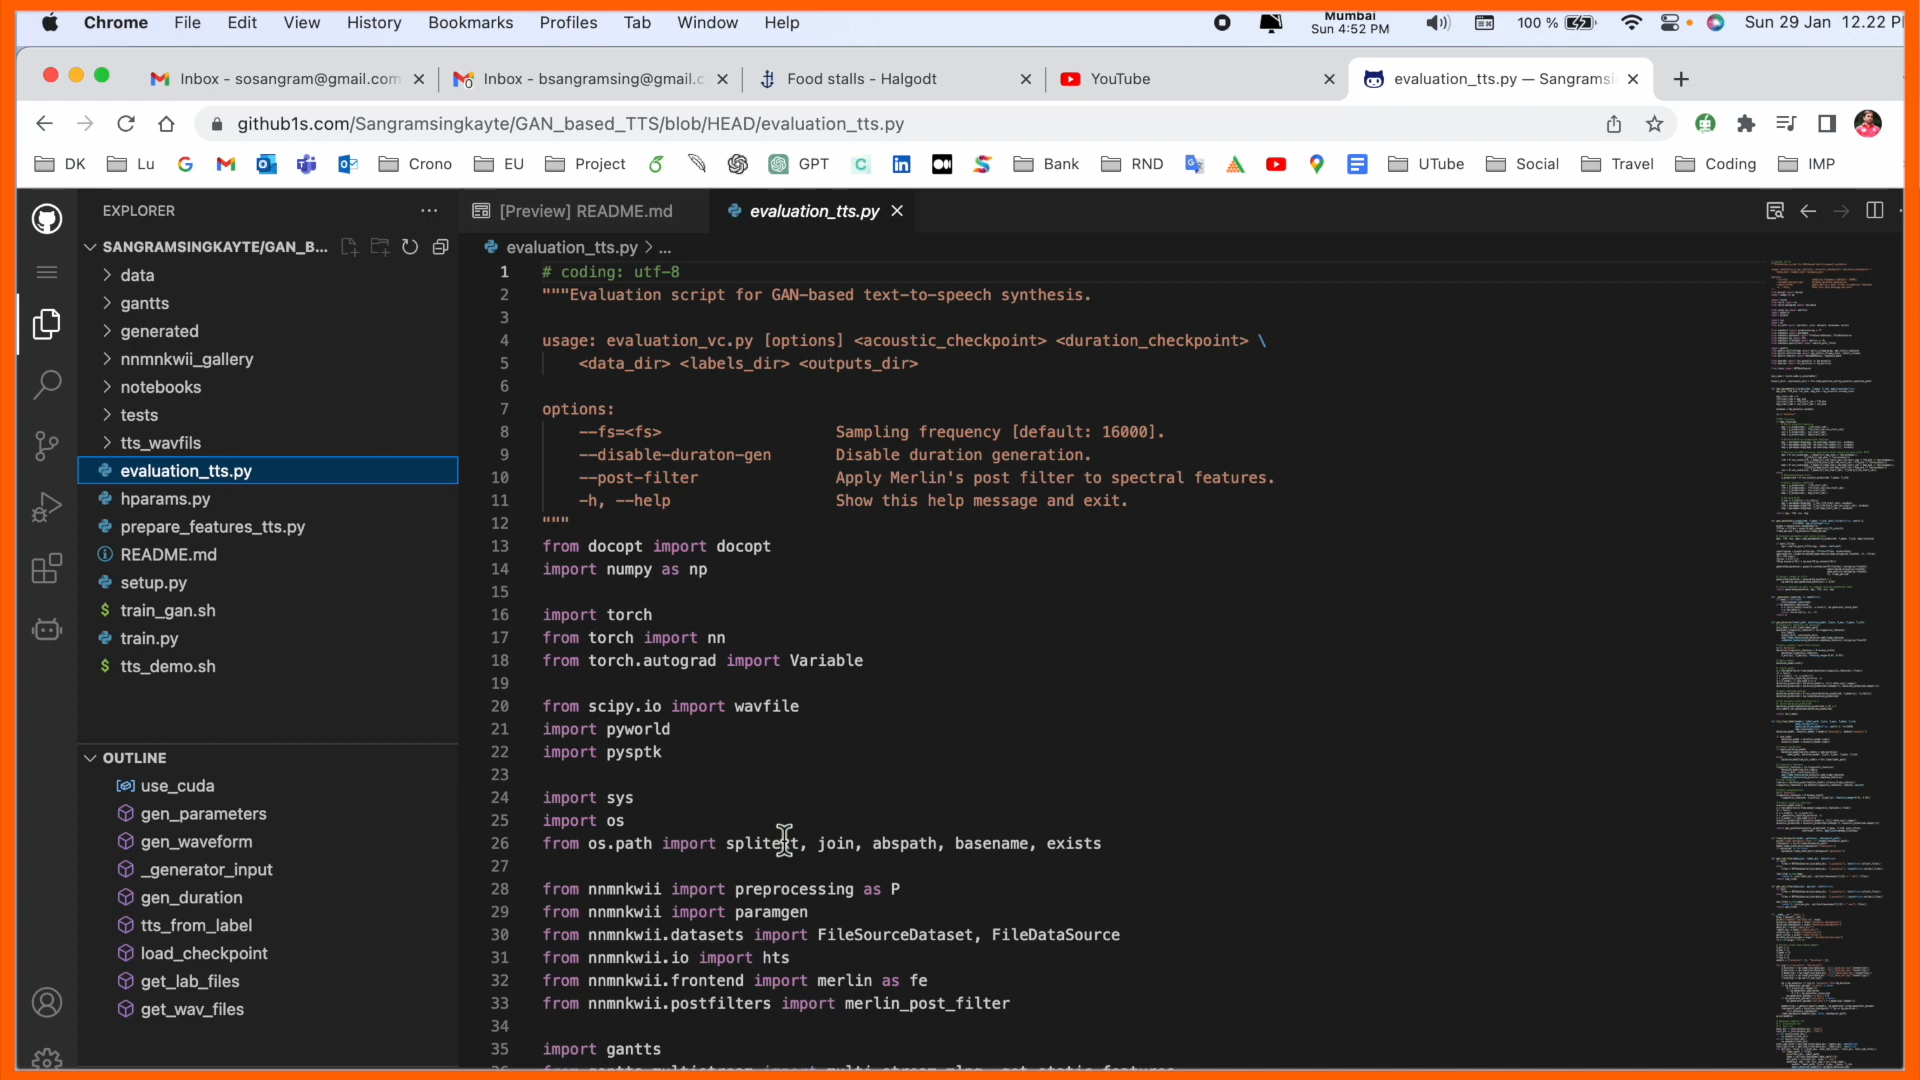 Chrome File Edit View History Bookmarks Profiles Tab Window Help Mumbai Sun 4:52 PM 100 % Sun 29 Jan 12.22
Inbox - sosangram@gmail.com Inbox - bsangramsing@gmail.c Food stalls - Halgodt YouTube evaluation_tts.py — Sangramsi
github1s.com/Sangramsingkayte/GAN_based_TTS/blob/HEAD/evaluation_tts.py
DK Lu Crono EU Project GPT Bank RND UTube Social Travel Coding IMP
EXPLORER
SANGRAMSINGKAYTE/GAN_B...
data
gantts
generated
nnmnkwii_gallery
notebooks
tests
tts_wavfils
evaluation_tts.py
hparams.py
prepare_features_tts.py
README.md
setup.py
$ train_gan.sh
train.py
$ tts_demo.sh
OUTLINE
use_cuda
gen_parameters
gen_waveform
_generator_input
gen_duration
tts_from_label
load_checkpoint
get_lab_files
get_wav_files
[Preview] README.md evaluation_tts.py
evaluation_tts.py > ...
1 # coding: utf-8
2 """Evaluation script for GAN-based text-to-speech synthesis.
3
4 usage: evaluation_vc.py [options] <acoustic_checkpoint> <duration_checkpoint> \
5 <data_dir> <labels_dir> <outputs_dir>
6
7 options:
8 --fs=<fs> Sampling frequency [default: 16000].
9 --disable-duraton-gen Disable duration generation.
10 --post-filter Apply Merlin's post filter to spectral features.
11 -h, --help Show this help message and exit.
12 """
13 from docopt import docopt
14 import numpy as np
15
16 import torch
17 from torch import nn
18 from torch.autograd import Variable
19
20 from scipy.io import wavfile
21 import pyworld
22 import pysptk
23
24 import sys
25 import os
26 from os.path import splitext, join, abspath, basename, exists
27
28 from nnmnkwii import preprocessing as P
29 from nnmnkwii import paramgen
30 from nnmnkwii.datasets import FileSourceDataset, FileDataSource
31 from nnmnkwii.io import hts
32 from nnmnkwii.frontend import merlin as fe
33 from nnmnkwii.postfilters import merlin_post_filter
34
35 import gantts